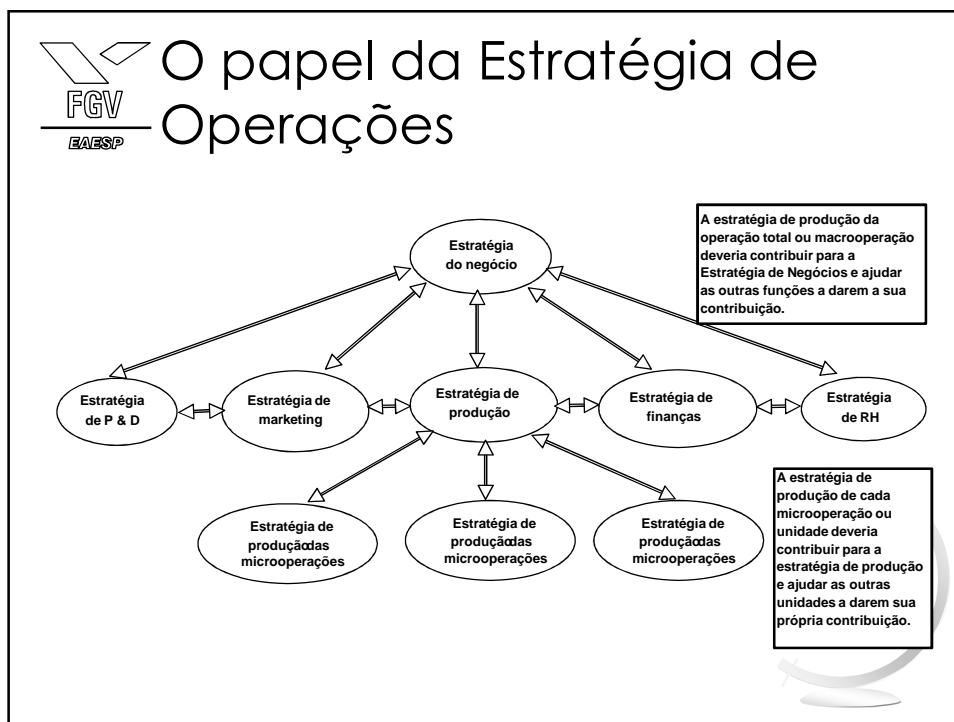 O papel da Estratégia de
Operações
FGV
EAESP
Estratégia
do negócio
A estratégia de produção da
operação total ou macrooperação
deveria contribuir para a
Estratégia de Negócios e ajudar
as outras funções a darem a sua
contribuição.
Estratégia
de P & D
Estratégia de
marketing
Estratégia de
produção
Estratégia de
finanças
Estratégia
de RH
Estratégia de
produçãodas
microoperações
Estratégia de
produçãodas
microoperações
Estratégia de
produçãodas
microoperações
A estratégia de
produção de cada
microoperação ou
unidade deveria
contribuir para a
estratégia de produção
e ajudar as outras
unidades a darem sua
própria contribuição.